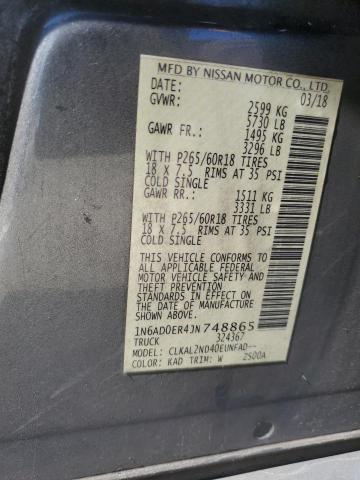 MFD BY NISSAN MOTOR CO., LTD.
DATE: 03/18
GVWR: 2599 KG
5730 LB
GAWR FR.: 1495 KG
3296 LB
WITH P265/60R18 TIRES
18 X 7.5 RIMS AT 35 PSI
COLD SINGLE
GAWR RR.: 1511 KG
3331 LB
WITH P265/60R18 TIRES
18 X 7.5 RIMS AT 35 PSI
COLD SINGLE
THIS VEHICLE CONFORMS TO
ALL APPLICABLE FEDERAL
MOTOR VEHICLE SAFETY AND
THEFT PREVENTION
STANDARDS IN EFFECT ON
THE DATE OF MANUFACTURE
SHOWN ABOVE.
1N6AD0ER4JN748865
TRUCK 324367
MODEL: CLKAL2ND40EUNFAD--
COLOR: KAD TRIM: W 2S00A